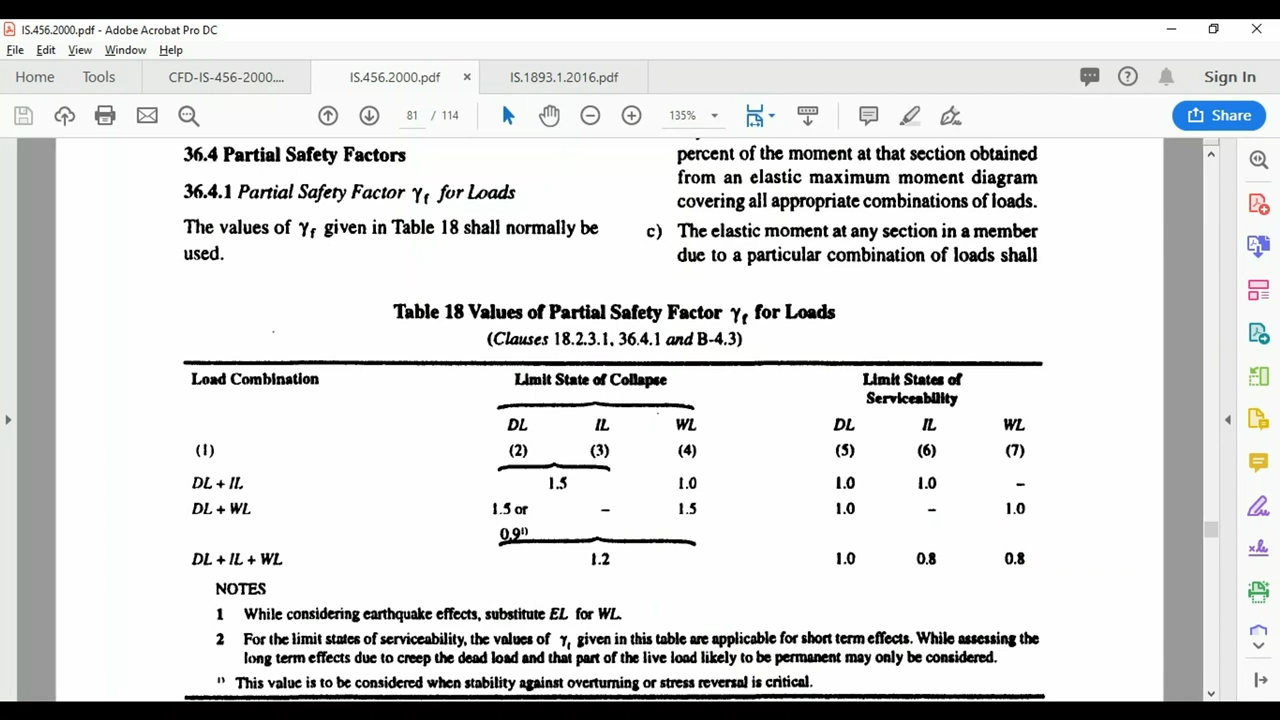 IS.456.2000.pdf - Adobe Acrobat Pro DC
File Edit View Window Help
Home Tools CFD-IS-456-2000.... IS.456.2000.pdf × IS.1893.1.2016.pdf Sign In
81 / 114 135% Share
36.4 Partial Safety Factors
36.4.1 Partial Safety Factor γf for Loads
The values of γf given in Table 18 shall normally be
used.
percent of the moment at that section obtained
from an elastic maximum moment diagram
covering all appropriate combinations of loads.
c) The elastic moment at any section in a member
due to a particular combination of loads shall
Table 18 Values of Partial Safety Factor γf for Loads
(Clauses 18.2.3.1, 36.4.1 and B-4.3)
Load Combination Limit State of Collapse Limit States of
Serviceability
DL IL WL DL IL WL
(1) (2) (3) (4) (5) (6) (7)
DL + IL 1.5 1.0 1.0 1.0 –
DL + WL 1.5 or – 1.5 1.0 – 1.0
0.9¹⁾
DL + IL + WL 1.2 1.0 0.8 0.8
NOTES
1 While considering earthquake effects, substitute EL for WL.
2 For the limit states of serviceability, the values of γf given in this table are applicable for short term effects. While assessing the
long term effects due to creep the dead load and that part of the live load likely to be permanent may only be considered.
¹⁾ This value is to be considered when stability against overturning or stress reversal is critical.